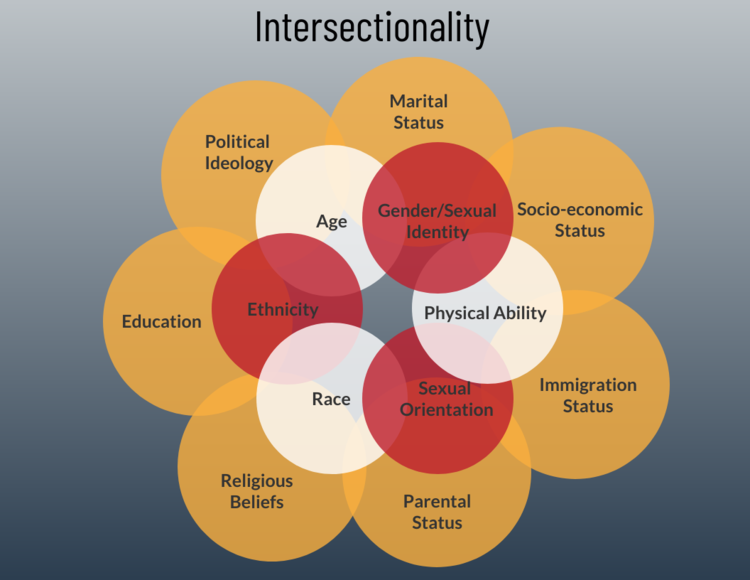 Intersectionality
Marital
Status
Political
Ideology
Age
Gender/Sexual
Identity
Socio-economic
Status
Education
Ethnicity
Physical Ability
Race
Sexual
Orientation
Immigration
Status
Religious
Beliefs
Parental
Status